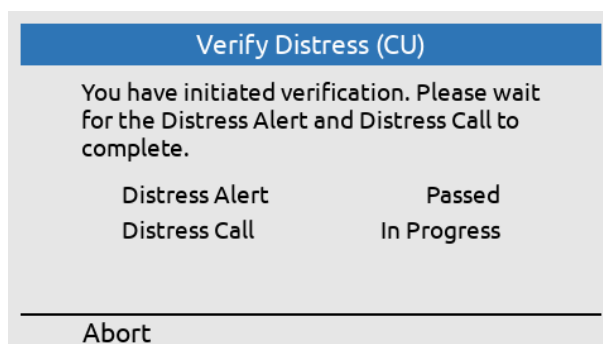 Verify Distress (CU)
You have initiated verification. Please wait
for the Distress Alert and Distress Call to
complete.
Distress Alert Passed
Distress Call In Progress
Abort